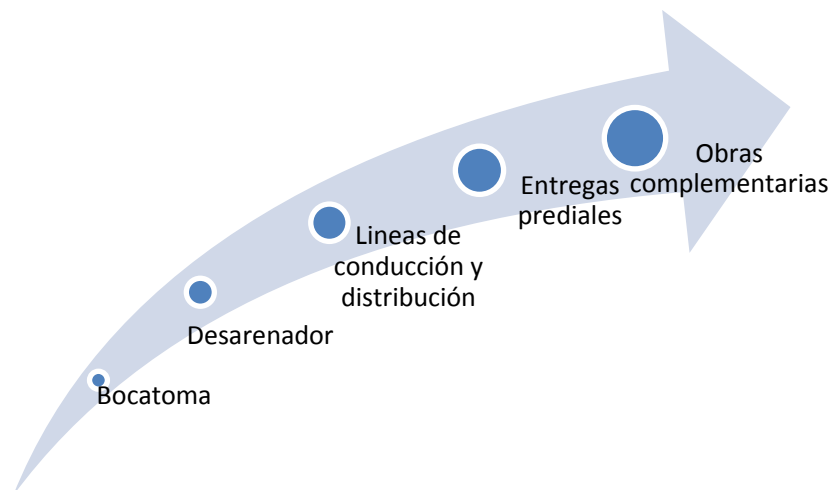 Bocatoma
Desarenador
Lineas de
conducción y
distribución
Entregas
prediales
Obras
complementarias